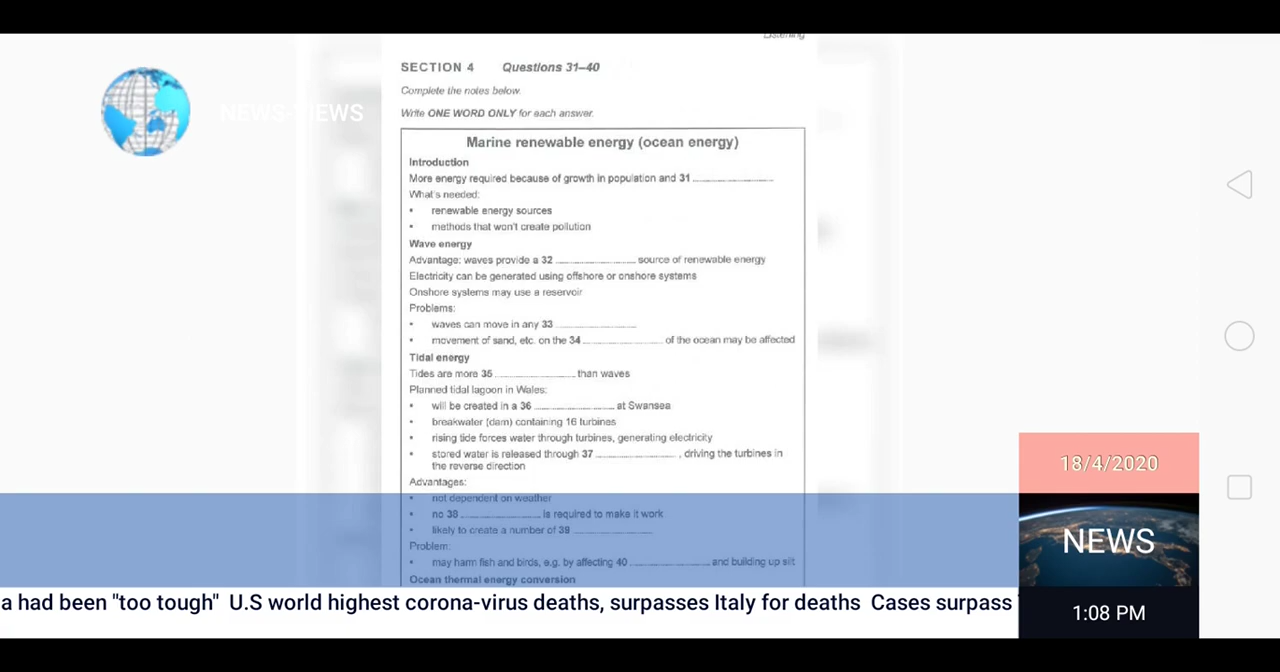 Listening
SECTION 4 Questions 31–40
Complete the notes below.
Write ONE WORD ONLY for each answer.
NEWS-VIEWS
Marine renewable energy (ocean energy)
Introduction
More energy required because of growth in population and 31 ....................
What's needed:
• renewable energy sources
• methods that won't create pollution
Wave energy
Advantage: waves provide a 32 .................... source of renewable energy
Electricity can be generated using offshore or onshore systems
Onshore systems may use a reservoir
Problems:
• waves can move in any 33 ....................
• movement of sand, etc. on the 34 .................... of the ocean may be affected
Tidal energy
Tides are more 35 .................... than waves
Planned tidal lagoon in Wales:
• will be created in a 36 .................... at Swansea
• breakwater (dam) containing 16 turbines
• rising tide forces water through turbines, generating electricity
• stored water is released through 37 ...................., driving the turbines in
the reverse direction
Advantages:
• not dependent on weather
• no 38 .................... is required to make it work
• likely to create a number of 39 ....................
Problem:
• may harm fish and birds, e.g. by affecting 40 .................... and building up silt
Ocean thermal energy conversion
18/4/2020
NEWS
1:08 PM
a had been "too tough" U.S world highest corona-virus deaths, surpasses Italy for deaths Cases surpass